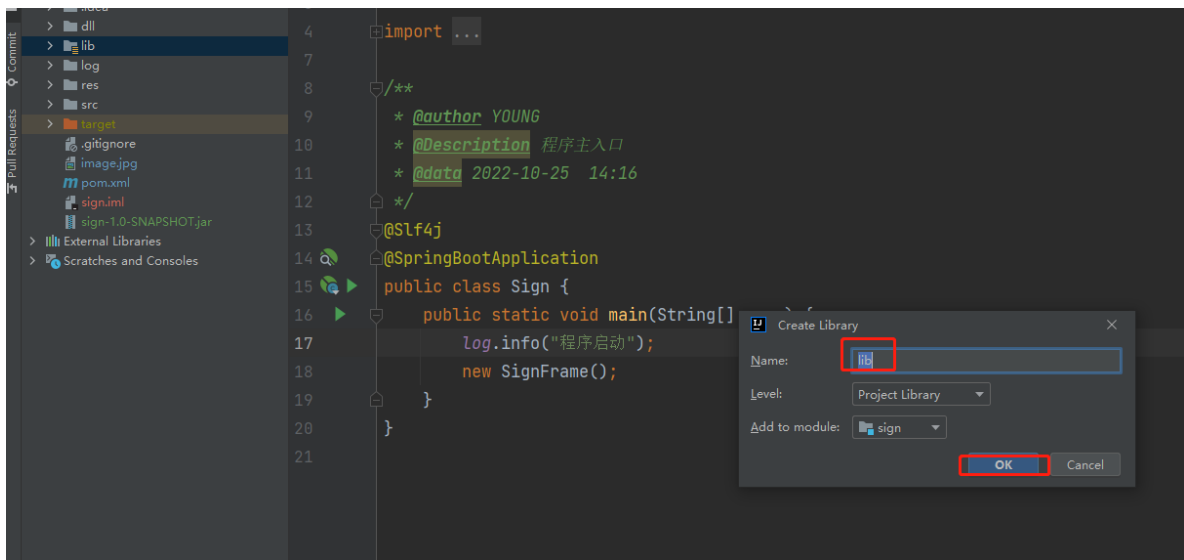 Commit
Pull Requests
.idea
dll
lib
log
res
src
target
.gitignore
image.jpg
pom.xml
sign.iml
sign-1.0-SNAPSHOT.jar
External Libraries
Scratches and Consoles
4 import ...
7
8 /**
9 * @author YOUNG
10 * @Description 程序主入口
11 * @data 2022-10-25 14:16
12 */
13 @Slf4j
14 @SpringBootApplication
15 public class Sign {
16 public static void main(String[]
17 log.info("程序启动");
18 new SignFrame();
19 }
20 }
21
Create Library
Name: lib
Level: Project Library
Add to module: sign
OK Cancel